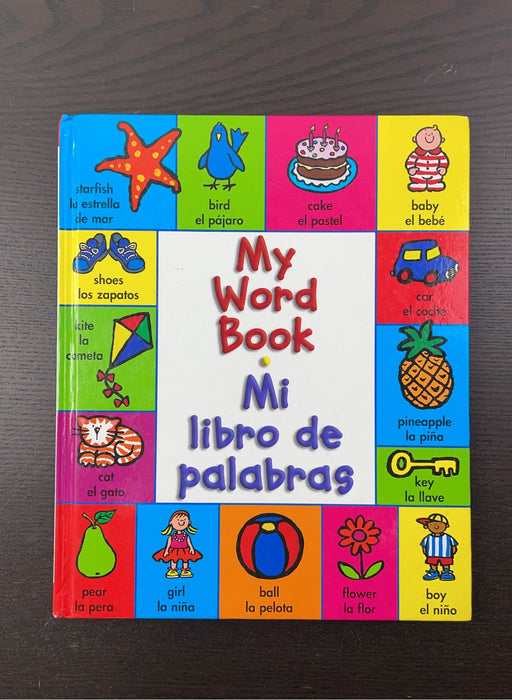 starfish
la estrella
de mar
bird
el pájaro
cake
el pastel
baby
el bebé
shoes
los zapatos
car
el coche
My
Word
Book
Mi
libro de
palabras
kite
la
cometa
pineapple
la piña
cat
el gato
key
la llave
pear
la pera
girl
la niña
ball
la pelota
flower
la flor
boy
el niño